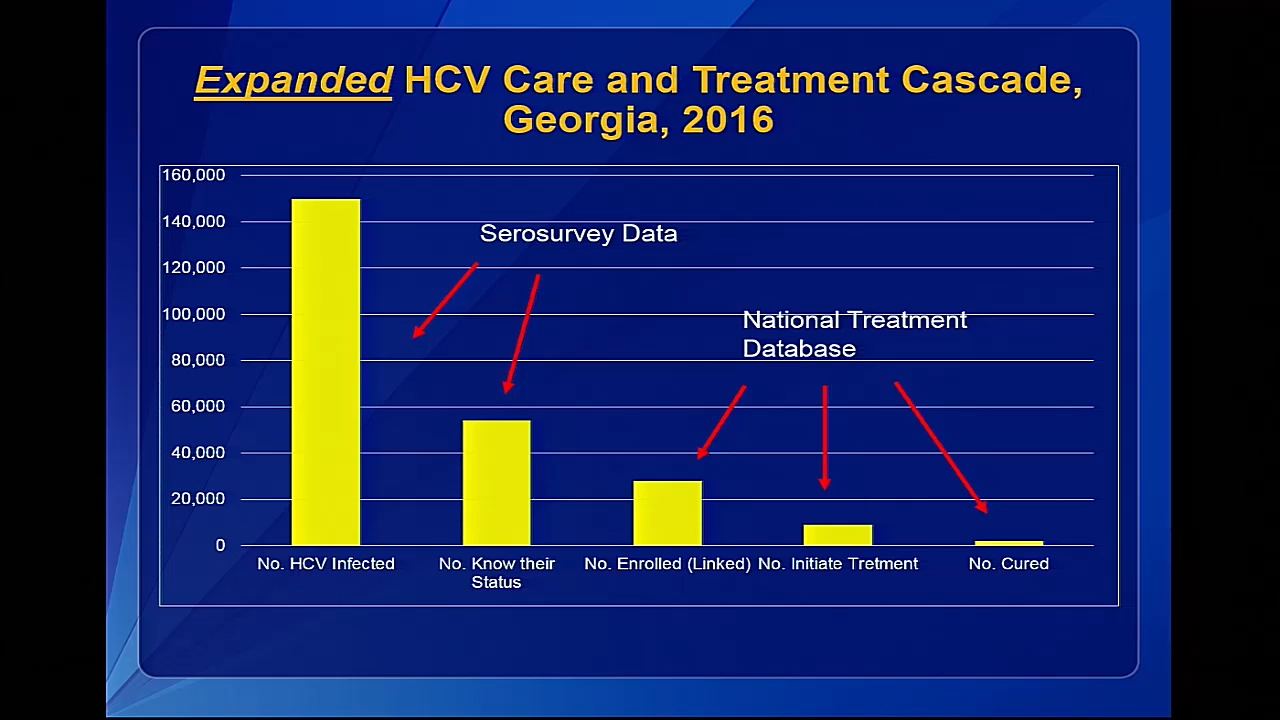 Expanded HCV Care and Treatment Cascade,
Georgia, 2016
160,000
140,000
120,000
100,000
80,000
60,000
40,000
20,000
0
Serosurvey Data
National Treatment
Database
No. HCV Infected
No. Know their
Status
No. Enrolled (Linked)
No. Initiate Tretment
No. Cured